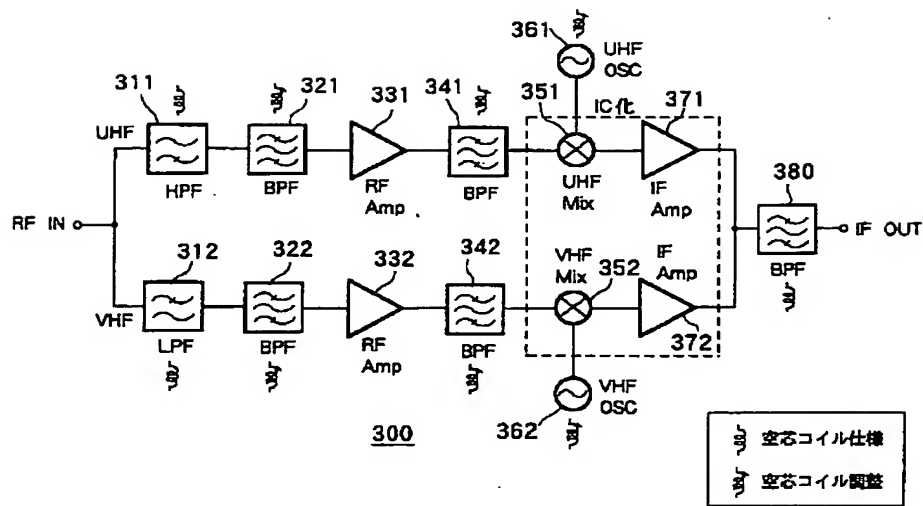 361
UHF
OSC
311
321
331
341
351
IC化
371
UHF
HPF
BPF
RF
Amp
BPF
UHF
Mix
IF
Amp
380
RF IN
IF OUT
312
322
332
342
VHF
Mix
352
IF
Amp
BPF
VHF
LPF
BPF
RF
Amp
BPF
372
VHF
OSC
362
300
空芯コイル仕様
空芯コイル調整